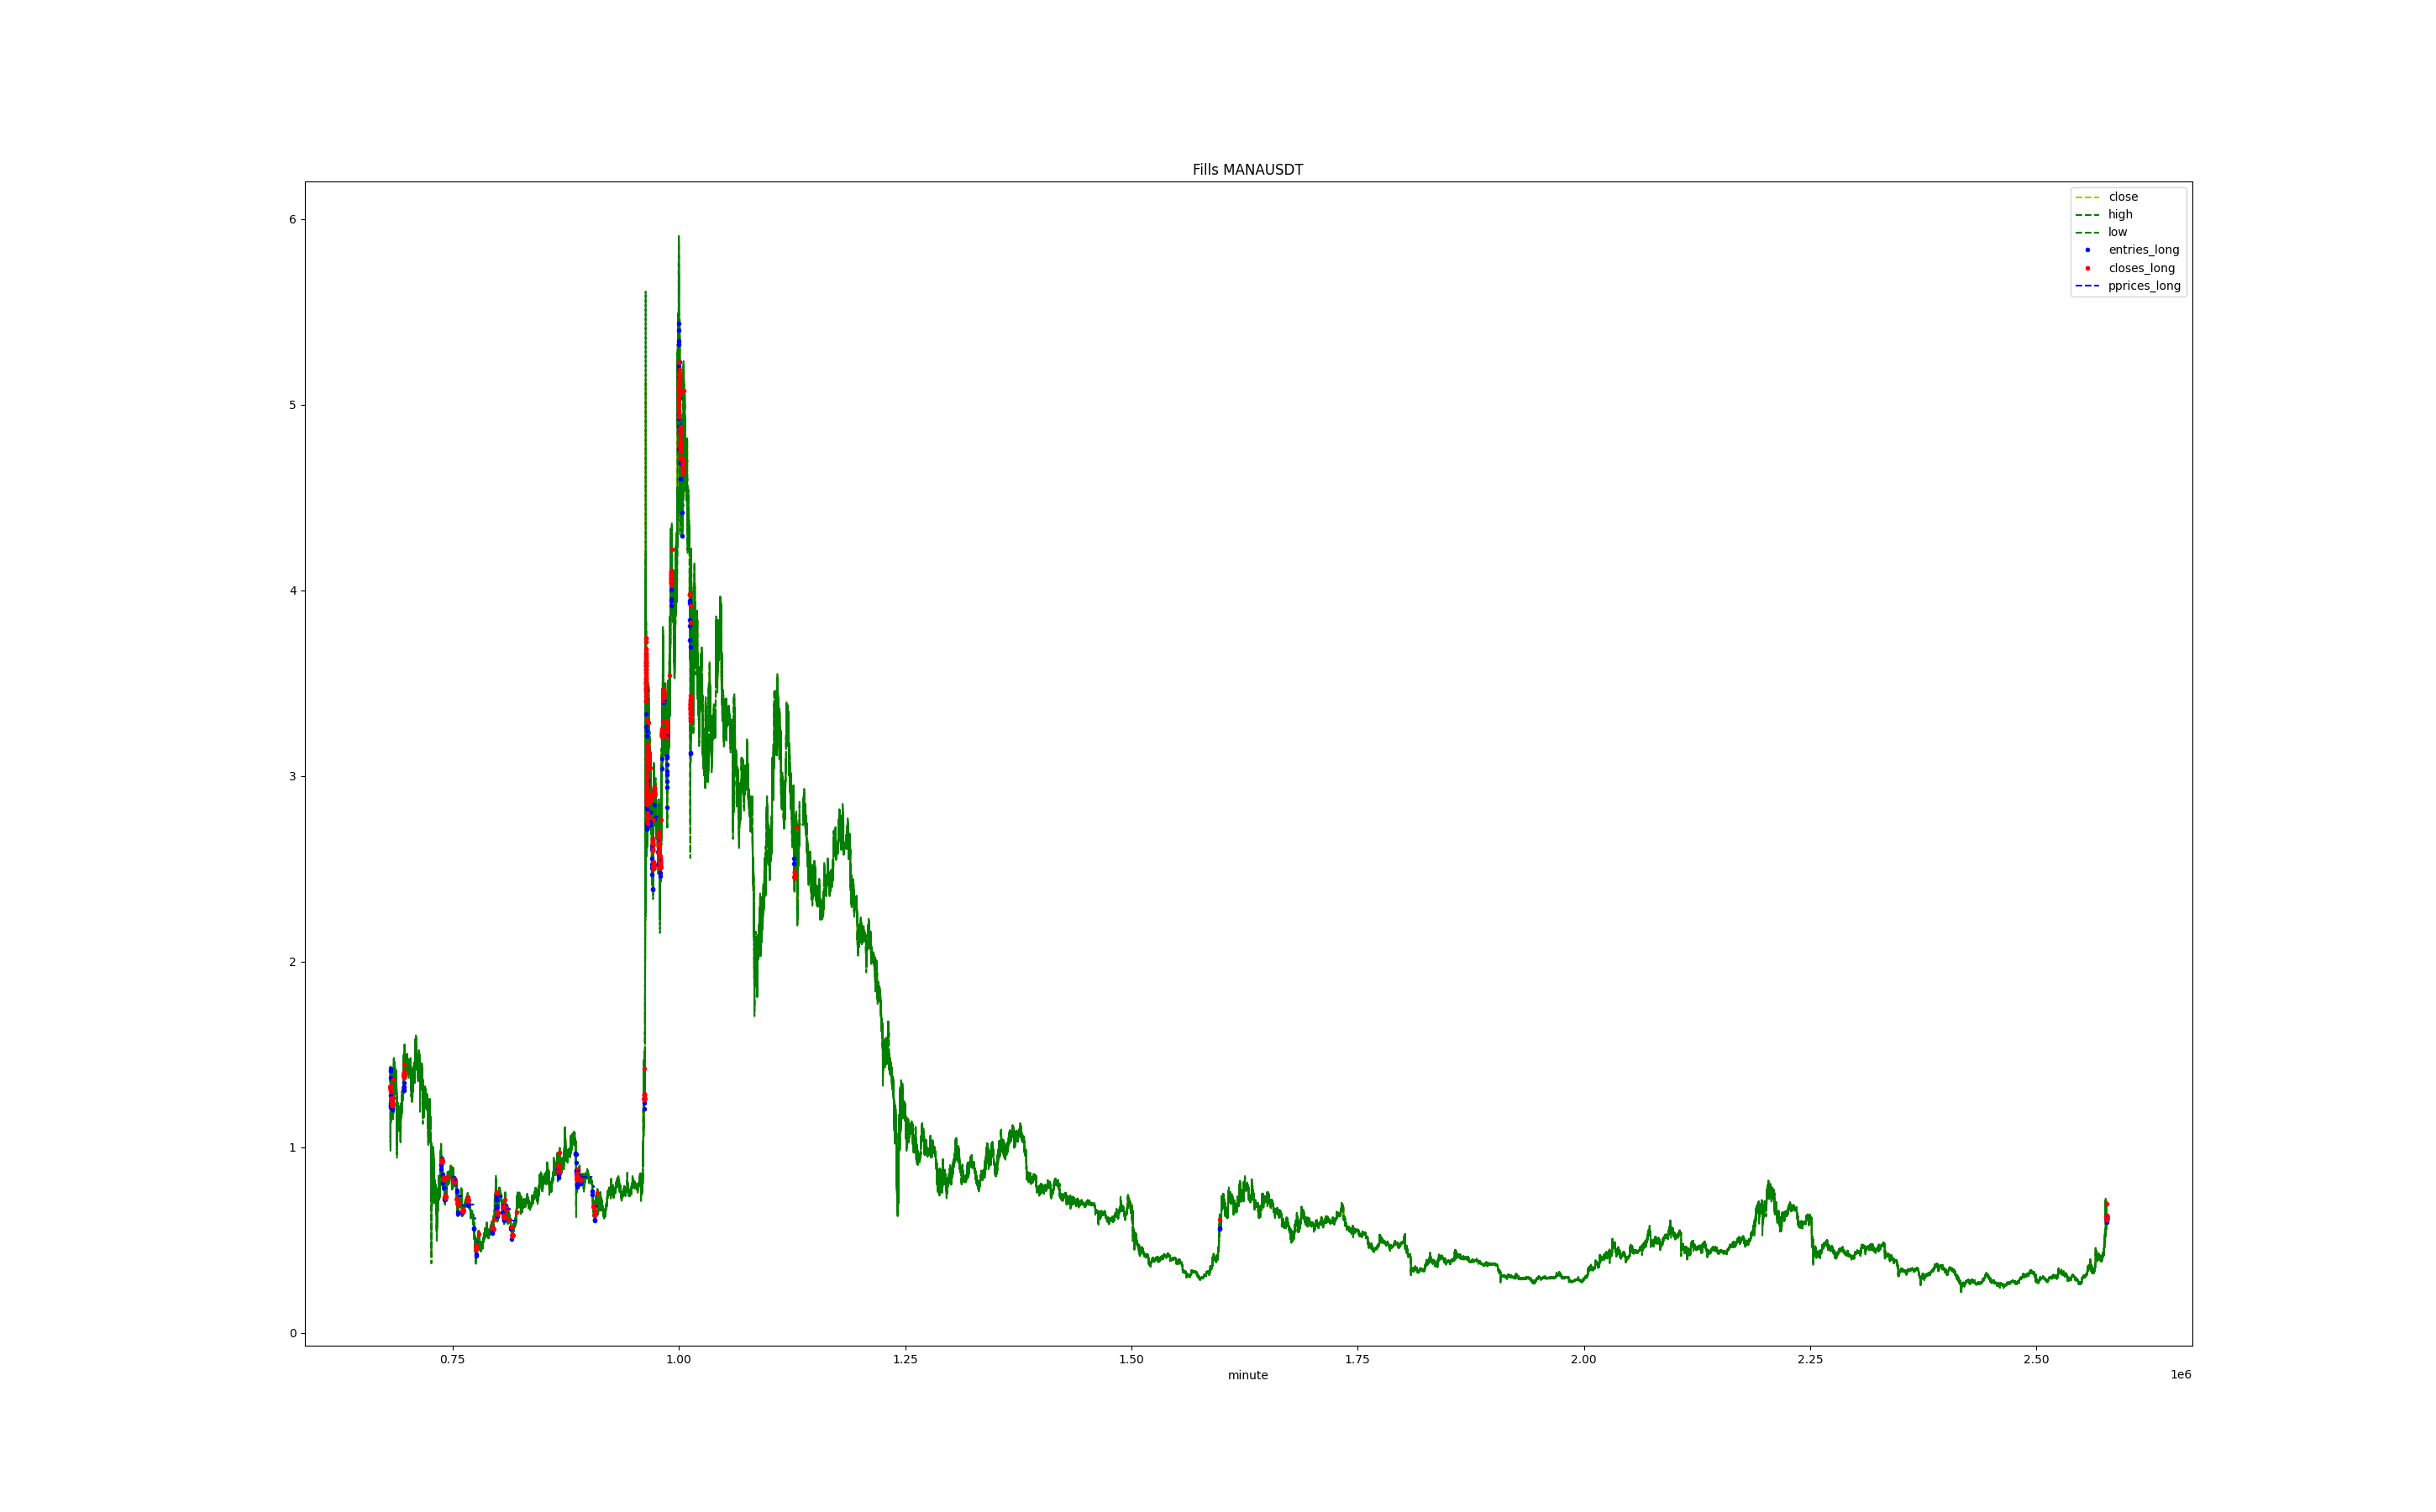 Fills MANAUSDT
close
high
low
entries_long
closes_long
pprices_long
6
5
4
3
2
1
0
0.75 1.00 1.25 1.50 1.75 2.00 2.25 2.50
minute
1e6